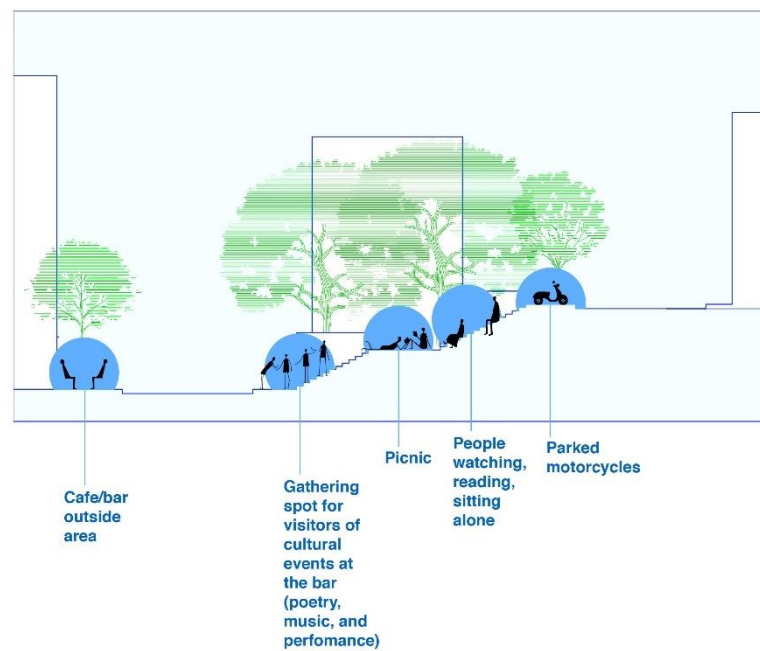 Cafe/bar
outside
area
Gathering
spot for
visitors of
cultural
events at
the bar
(poetry,
music, and
perfomance)
Picnic
People
watching,
reading,
sitting
alone
Parked
motorcycles